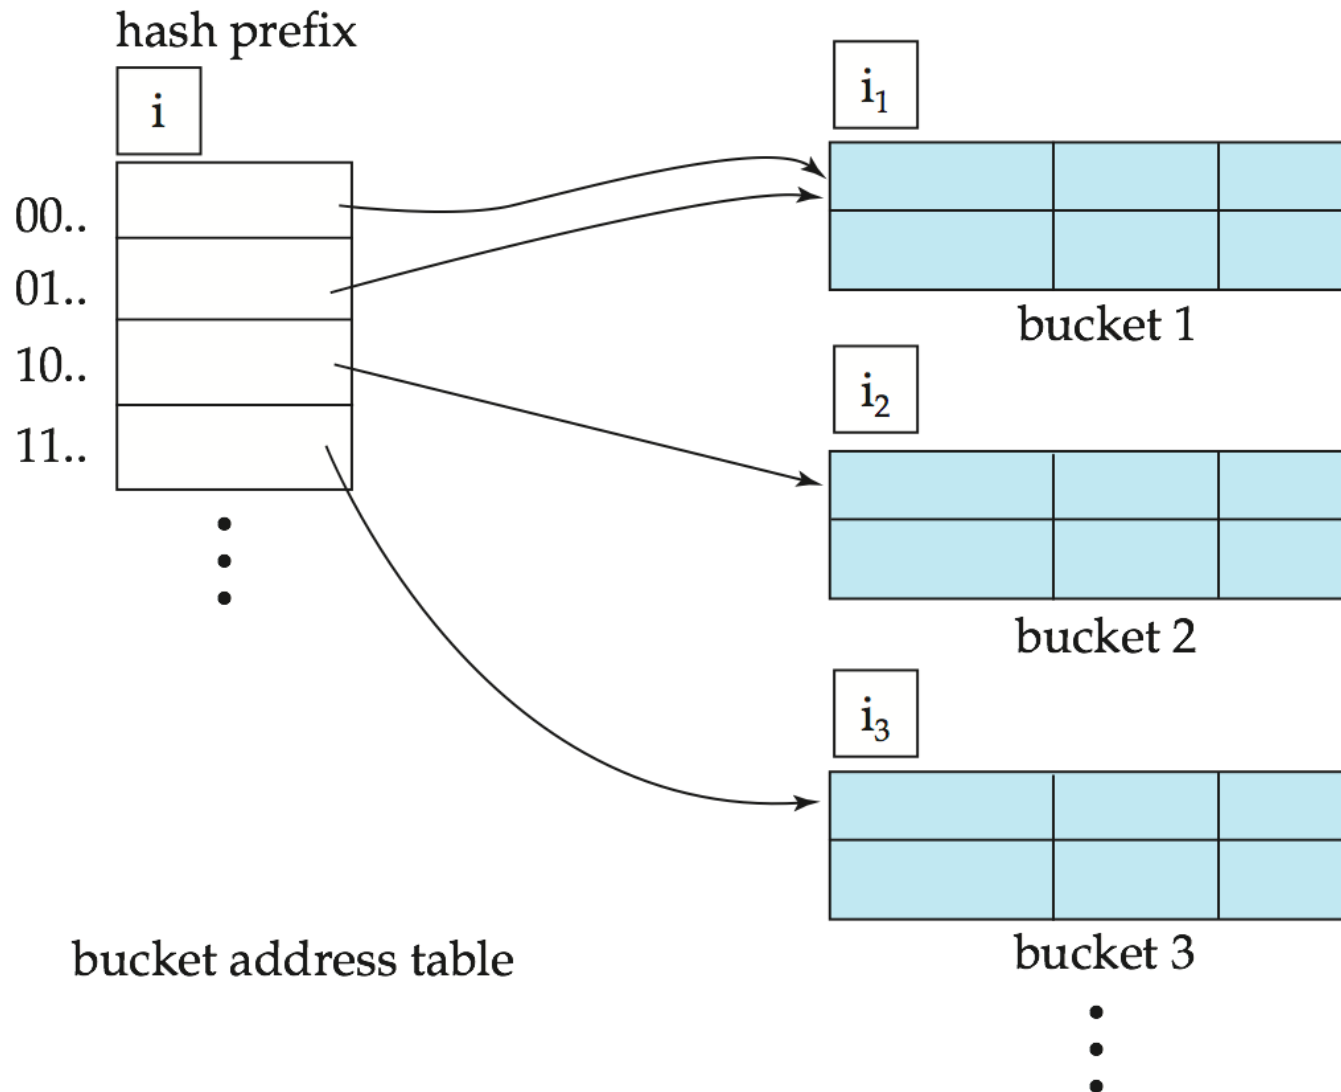 hash prefix
i
00..
01..
10..
11..
bucket address table
i₁
bucket 1
i₂
bucket 2
i₃
bucket 3